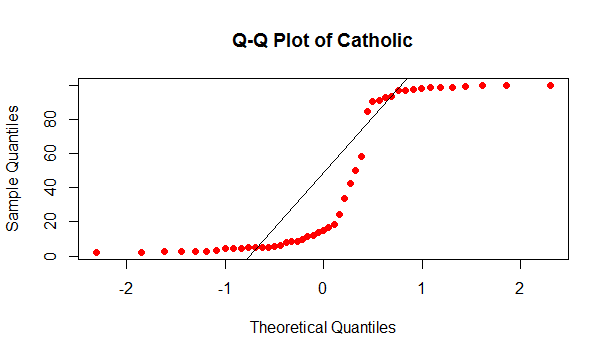 Q-Q Plot of Catholic
Sample Quantiles
80
60
40
20
0
-2 -1 0 1 2
Theoretical Quantiles